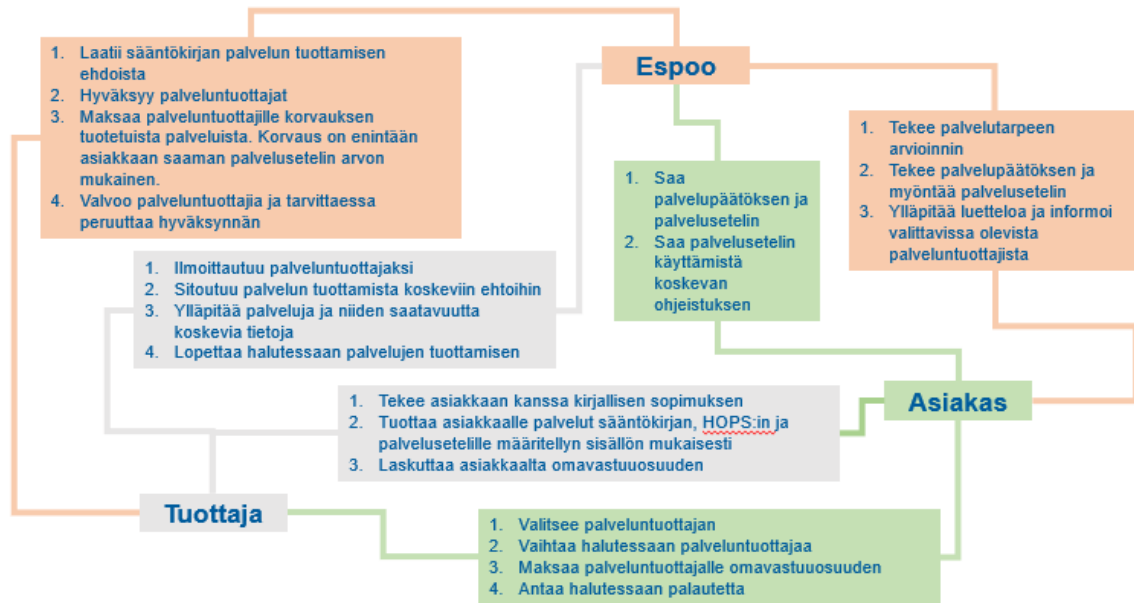 Espoo
1. Laatii sääntökirjan palvelun tuottamisen
ehdoista
2. Hyväksyy palveluntuottajat
3. Maksaa palveluntuottajille korvauksen
tuotetuista palveluista. Korvaus on enintään
asiakkaan saaman palvelusetelin arvon
mukainen.
4. Valvoo palveluntuottajia ja tarvittaessa
peruuttaa hyväksynnän
1. Saa
palvelupäätöksen ja
palvelusetelin
2. Saa palvelusetelin
käyttämistä
koskevan
ohjeistuksen
1. Tekee palvelutarpeen
arvioinnin
2. Tekee palvelupäätöksen ja
myöntää palvelusetelin
3. Ylläpitää luetteloa ja informoi
valittavissa olevista
palveluntuottajista
1. Ilmoittautuu palveluntuottajaksi
2. Sitoutuu palvelun tuottamista koskeviin ehtoihin
3. Ylläpitää palveluja ja niiden saatavuutta
koskevia tietoja
4. Lopettaa halutessaan palvelujen tuottamisen
1. Tekee asiakkaan kanssa kirjallisen sopimuksen
2. Tuottaa asiakkaalle palvelut sääntökirjan, HOPS:in ja
palvelusetelille määritellyn sisällön mukaisesti
3. Laskuttaa asiakkaalta omavastuuosuuden
Asiakas
Tuottaja
1. Valitsee palveluntuottajan
2. Vaihtaa halutessaan palveluntuottajaa
3. Maksaa palveluntuottajalle omavastuuosuuden
4. Antaa halutessaan palautetta